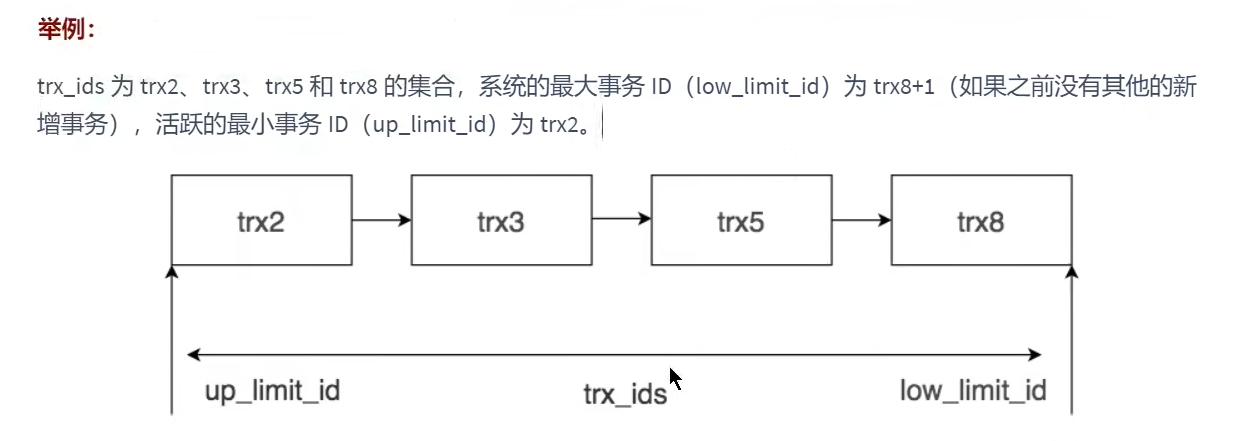 举例：
trx_ids 为 trx2、trx3、trx5 和 trx8 的集合，系统的最大事务 ID（low_limit_id）为 trx8+1（如果之前没有其他的新
增事务），活跃的最小事务 ID（up_limit_id）为 trx2。
trx2 trx3 trx5 trx8
up_limit_id trx_ids low_limit_id